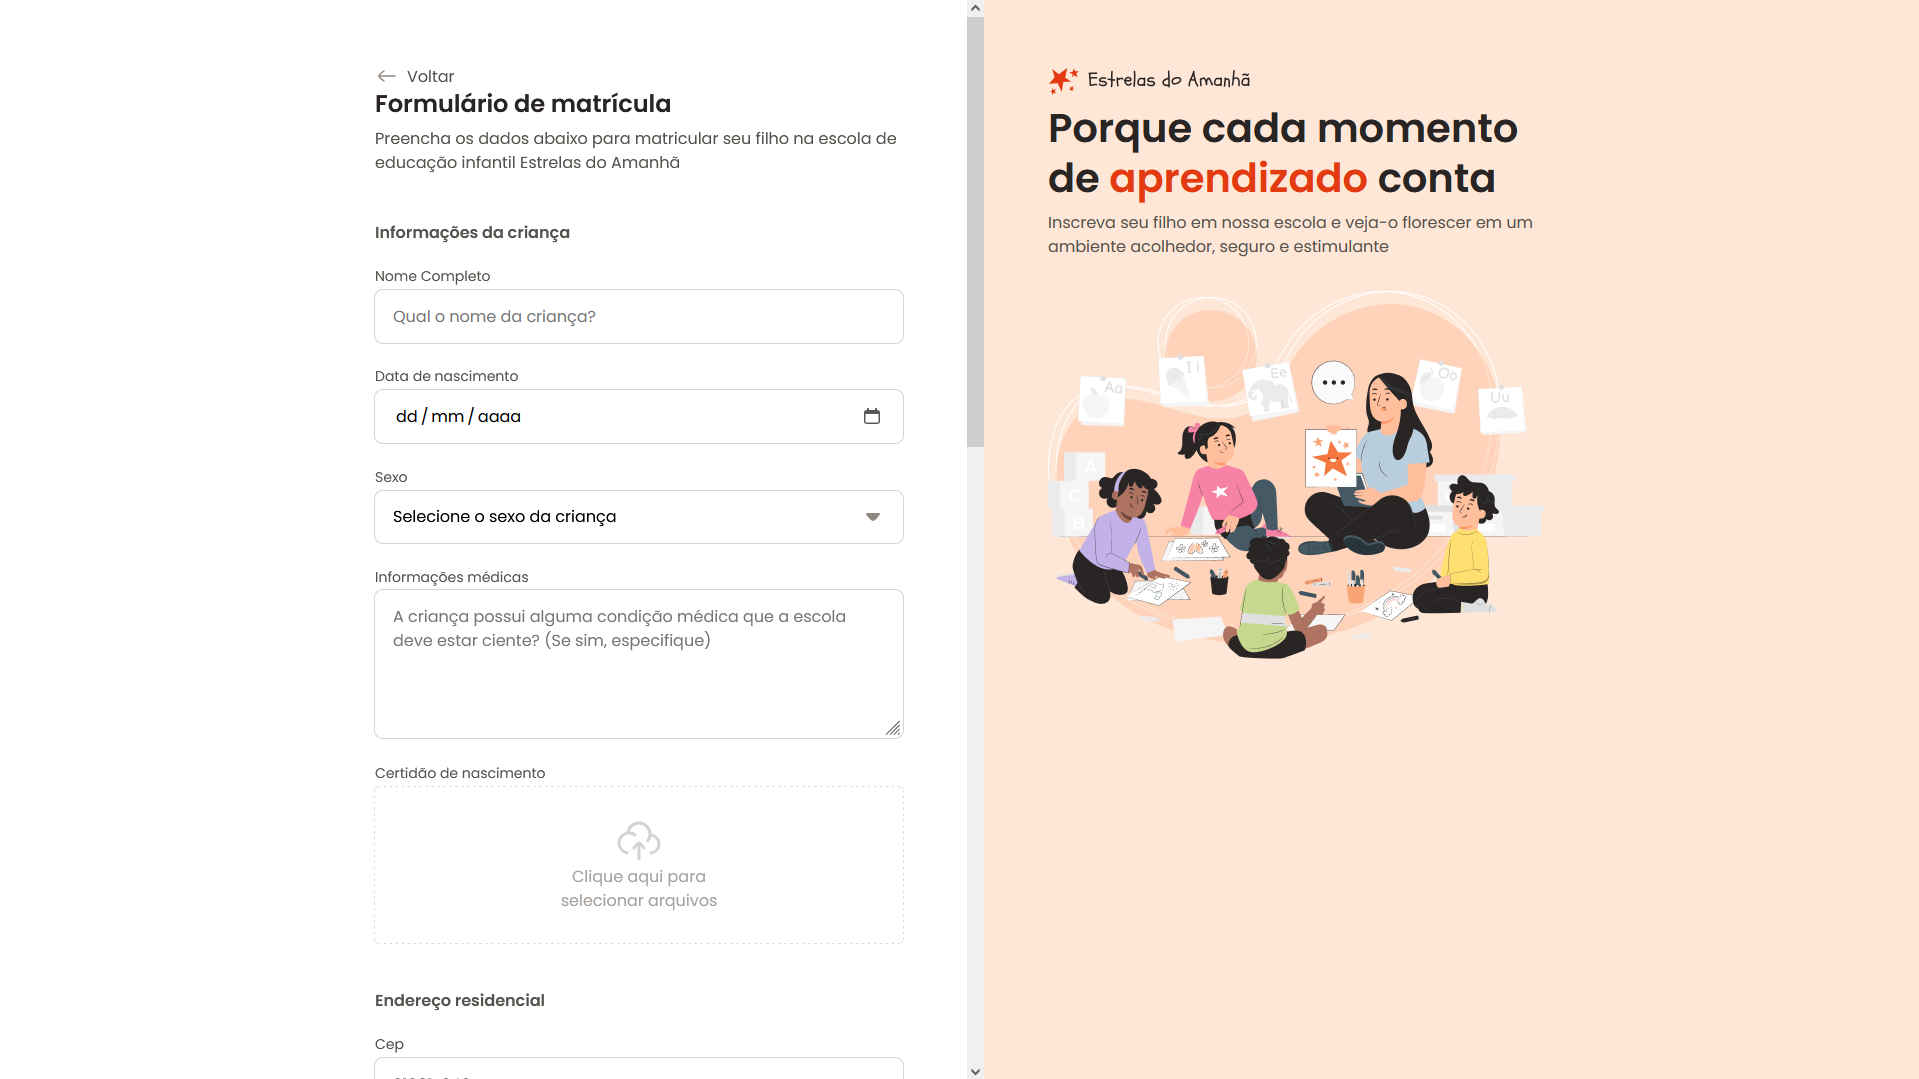 Voltar
Formulário de matrícula
Preencha os dados abaixo para matricular seu filho na escola de
educação infantil Estrelas do Amanhã
Informações da criança
Nome Completo
Qual o nome da criança?
Data de nascimento
dd/mm/aaaa
Sexo
Selecione o sexo da criança
Informações médicas
A criança possui alguma condição médica que a escola
deve estar ciente? (Se sim, especifique)
Certidão de nascimento
Clique aqui para
selecionar arquivos
Endereço residencial
Cep
Estrelas do Amanhã
Porque cada momento
de aprendizado conta
Inscreva seu filho em nossa escola e veja-o florescer em um
ambiente acolhedor, seguro e estimulante
Aa
Ii
Ee
Oo
Uu
A
C
B